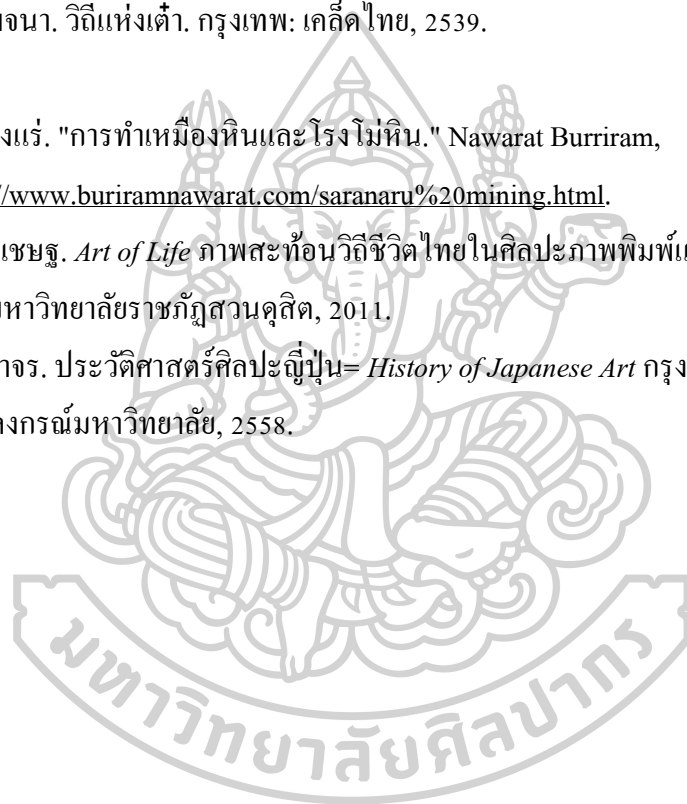 จนา. วิถีแห่งเต๋า. กรุงเทพ: เคล็ดไทย, 2539.
งแร่. "การทำเหมืองหินและโรงโม่หิน." Nawarat Burriram,
//www.buriramnawarat.com/saranaru%20mining.html.
เชษฐ. Art of Life ภาพสะท้อนวิถีชีวิตไทยในศิลปะภาพพิมพ์แ
มหาวิทยาลัยราชภัฏสวนดุสิต, 2011.
าจร. ประวัติศาสตร์ศิลปะญี่ปุ่น= History of Japanese Art กรุง
งกรณ์มหาวิทยาลัย, 2558.
มหาวิทยาลัยศิลปากร